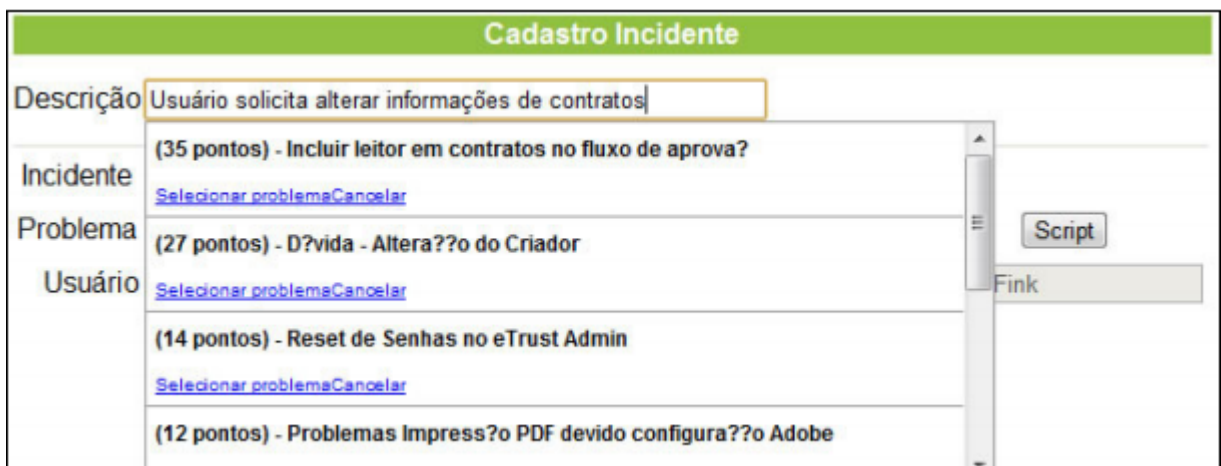 Cadastro Incidente
Descrição Usuário solicita alterar informações de contratos
(35 pontos) - Incluir leitor em contratos no fluxo de aprova?
Incidente
Selecionar problemaCancelar
Problema
(27 pontos) - D?vida - Altera??o do Criador
Script
Usuário
Selecionar problemaCancelar
Fink
(14 pontos) - Reset de Senhas no eTrust Admin
Selecionar problemaCancelar
(12 pontos) - Problemas Impress?o PDF devido configura??o Adobe